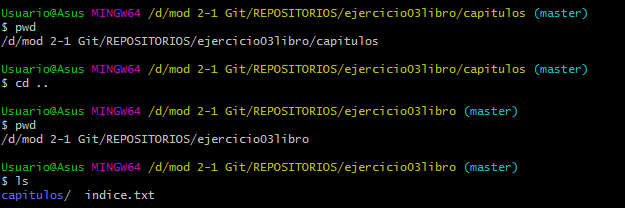 Usuario@Asus MINGW64 /d/mod 2-1 Git/REPOSITORIOS/ejercicio03libro/capitulos (master)
$ pwd
/d/mod 2-1 Git/REPOSITORIOS/ejercicio03libro/capitulos
Usuario@Asus MINGW64 /d/mod 2-1 Git/REPOSITORIOS/ejercicio03libro/capitulos (master)
$ cd ..
Usuario@Asus MINGW64 /d/mod 2-1 Git/REPOSITORIOS/ejercicio03libro (master)
$ pwd
/d/mod 2-1 Git/REPOSITORIOS/ejercicio03libro
Usuario@Asus MINGW64 /d/mod 2-1 Git/REPOSITORIOS/ejercicio03libro (master)
$ ls
capitulos/  indice.txt